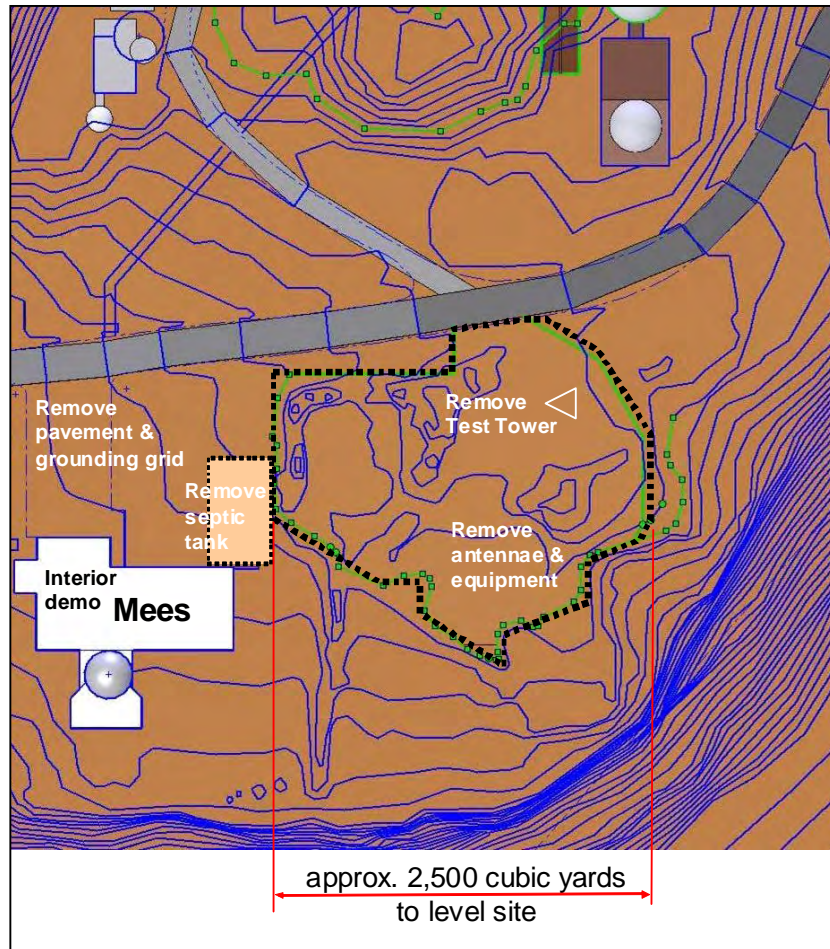 Remove
Test Tower
Remove
pavement &
grounding grid
Remove
septic
tank
Remove
antennae &
equipment
Interior
demo
Mees
approx. 2,500 cubic yards
to level site